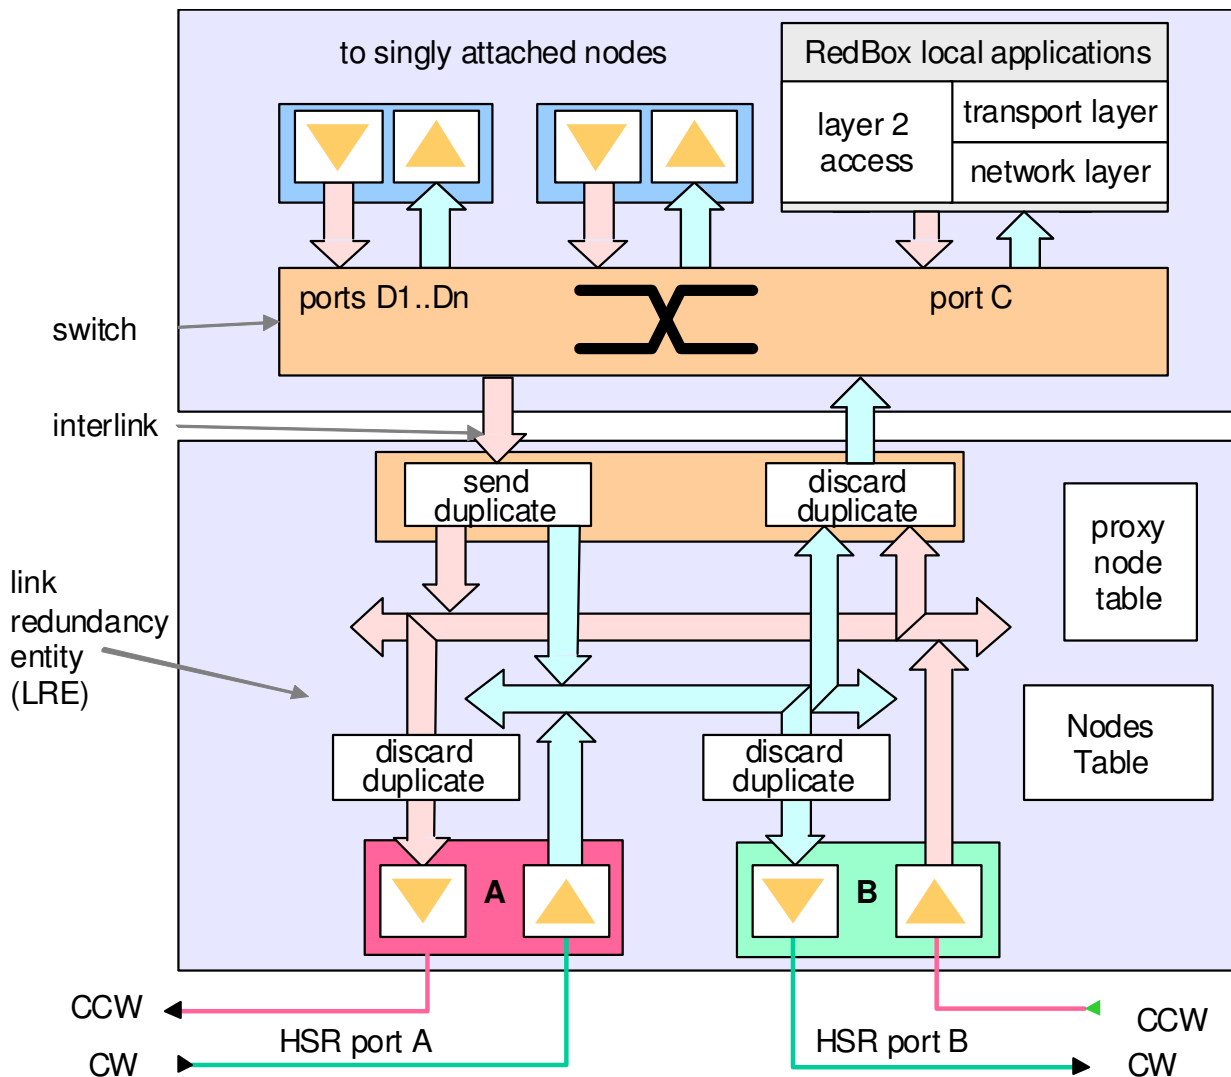 to singly attached nodes
RedBox local applications
layer 2
access
transport layer
network layer
ports D1..Dn
port C
switch
interlink
send
duplicate
discard
duplicate
proxy
node
table
link
redundancy
entity
(LRE)
Nodes
Table
discard
duplicate
discard
duplicate
A
B
CCW
HSR port A
CW
CCW
HSR port B
CW